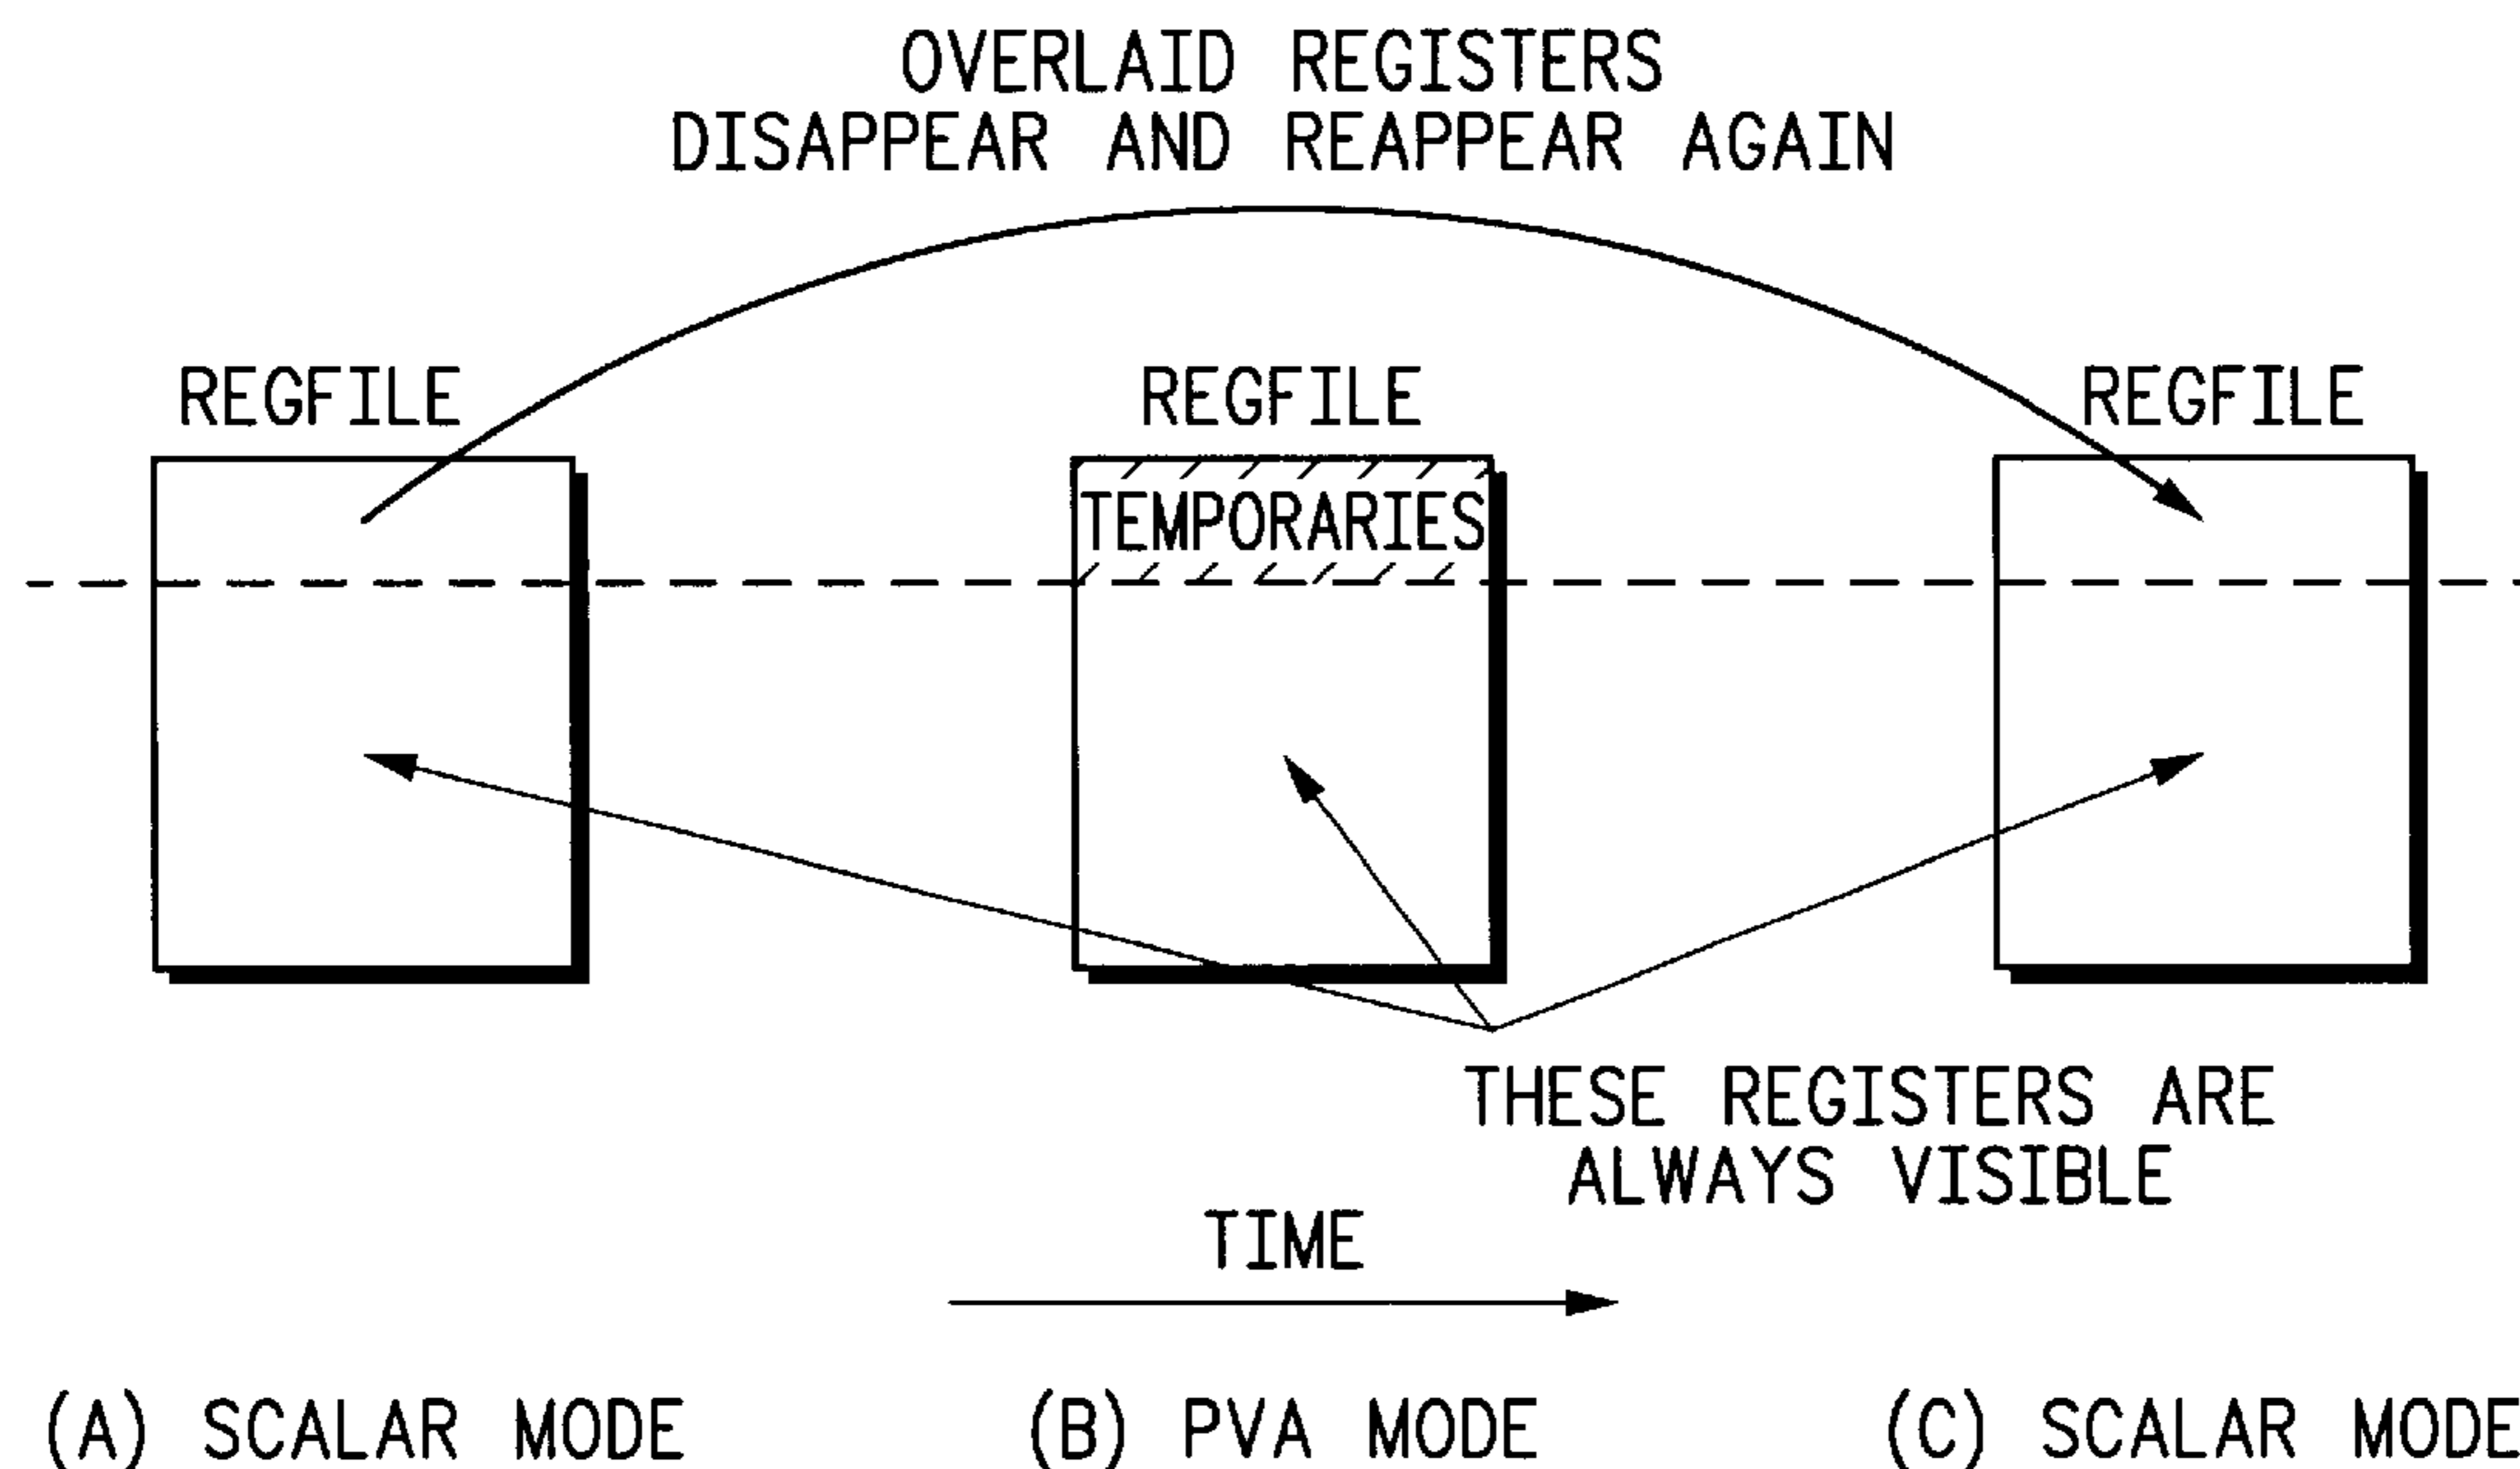 OVERLAID REGISTERS
DISAPPEAR AND REAPPEAR AGAIN
REGFILE
REGFILE
REGFILE
TEMPORARIES
THESE REGISTERS ARE
ALWAYS VISIBLE
TIME
(A) SCALAR MODE
(B) PVA MODE
(C) SCALAR MODE